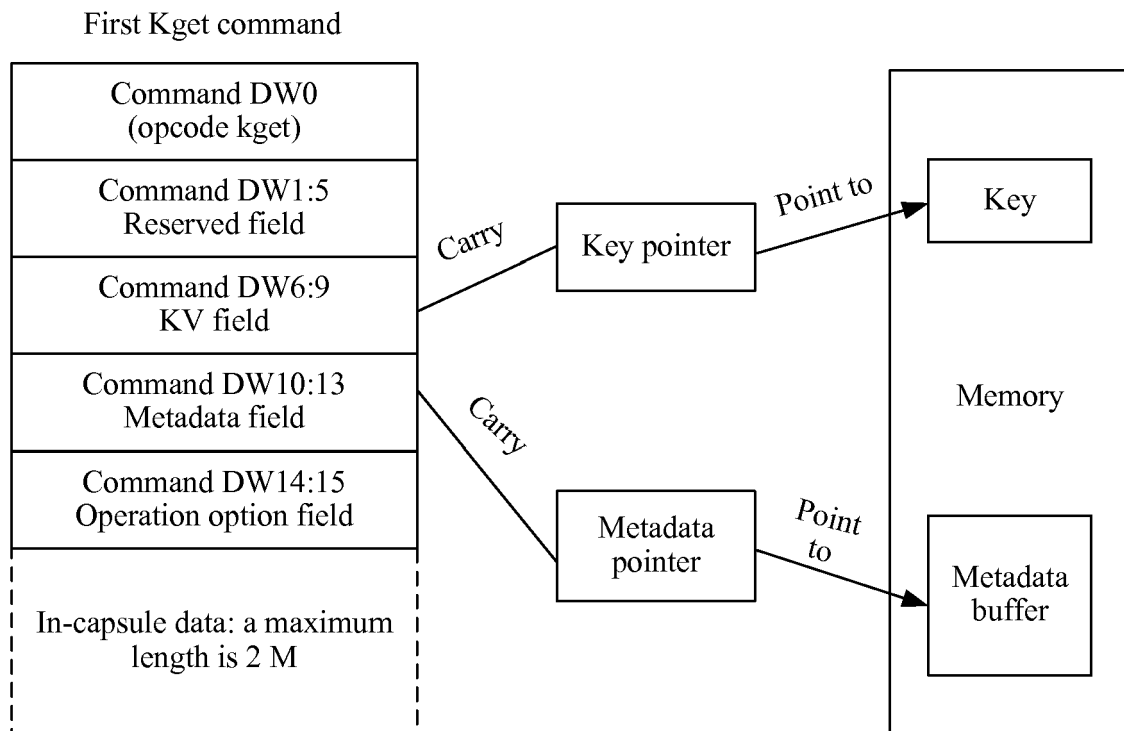 First Kget command
Command DW0
(opcode kget)
Command DW1:5
Reserved field
Command DW6:9
KV field
Command DW10:13
Metadata field
Command DW14:15
Operation option field
In-capsule data: a maximum
length is 2 M
Carry
Key pointer
Point to
Key
Memory
Carry
Metadata
pointer
Point
to
Metadata
buffer